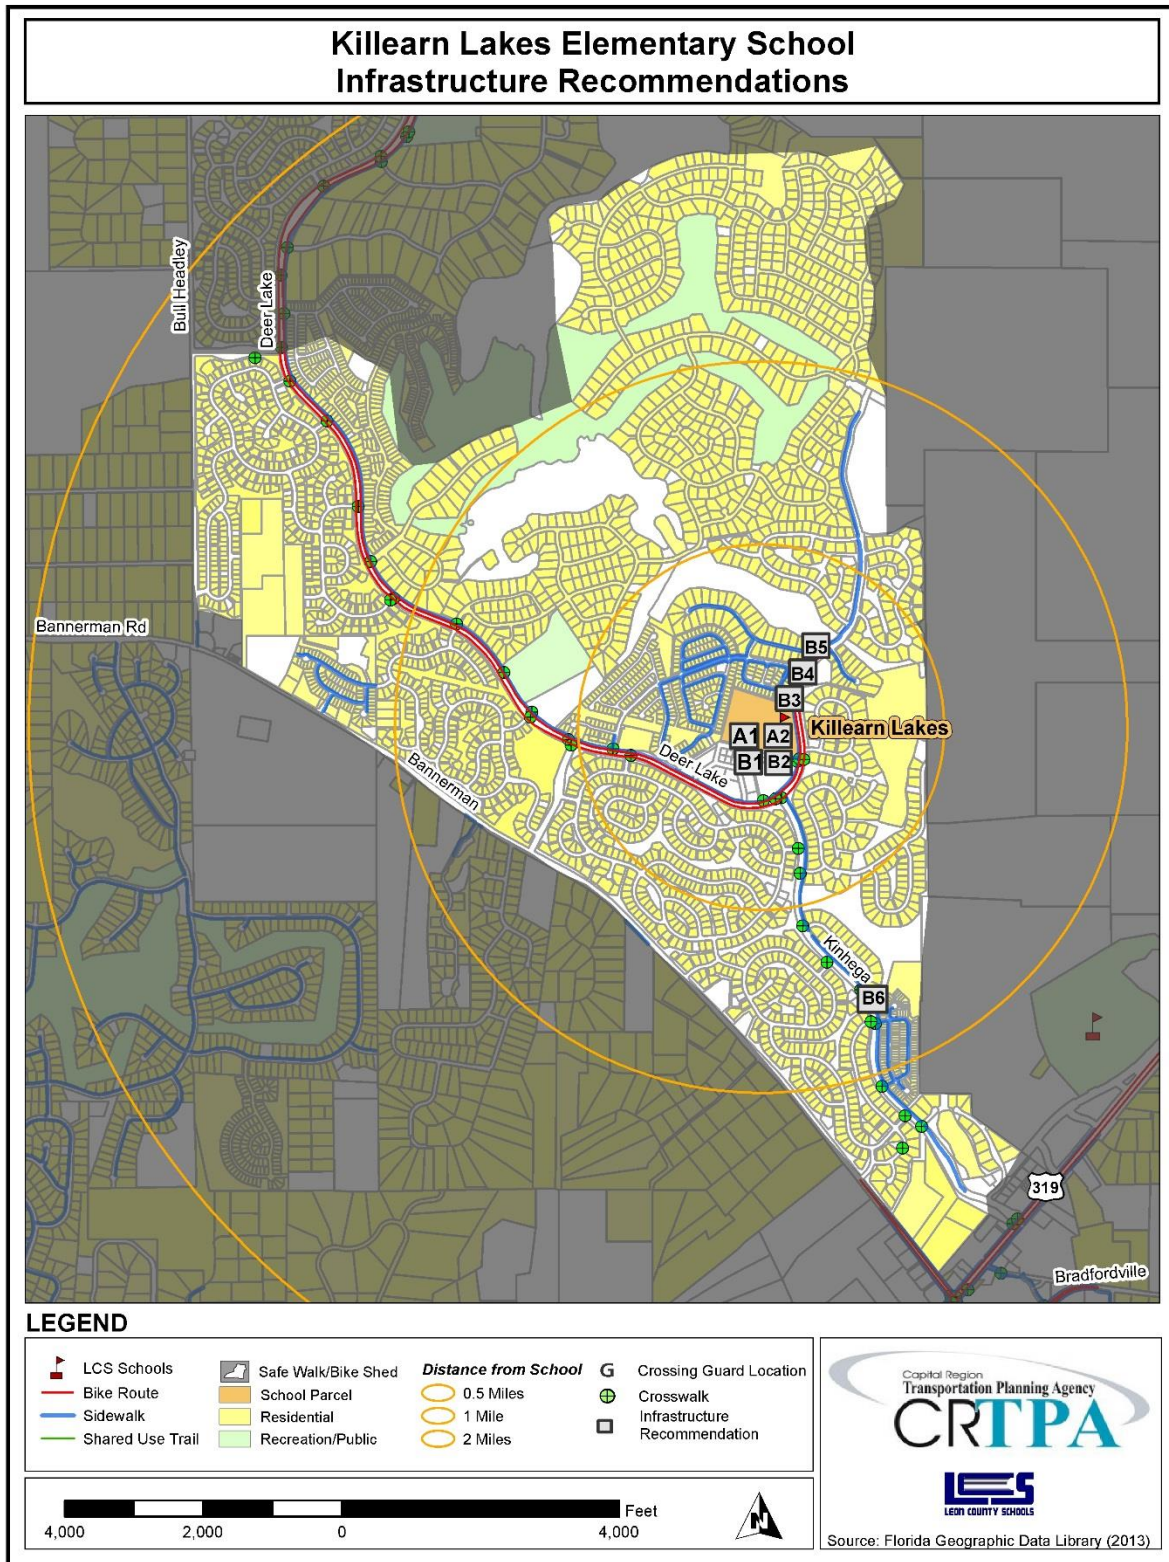 Killearn Lakes Elementary School
Infrastructure Recommendations
Bull Headley
Deer Lake
Bannerman Rd
B5
B4
B3
Killearn Lakes
A1
A2
B1
B2
Deer Lake
Bannerman
Kinhega
B6
319
Bradfordville
LEGEND
LCS Schools
Bike Route
Sidewalk
Shared Use Trail
Safe Walk/Bike Shed
School Parcel
Residential
Recreation/Public
Distance from School
0.5 Miles
1 Mile
2 Miles
G
Crossing Guard Location
Crosswalk
Infrastructure
Recommendation
Feet
4,000
2,000
0
4,000
N
Capital Region
Transportation Planning Agency
CRTPA
LCS
LEON COUNTY SCHOOLS
Source: Florida Geographic Data Library (2013)